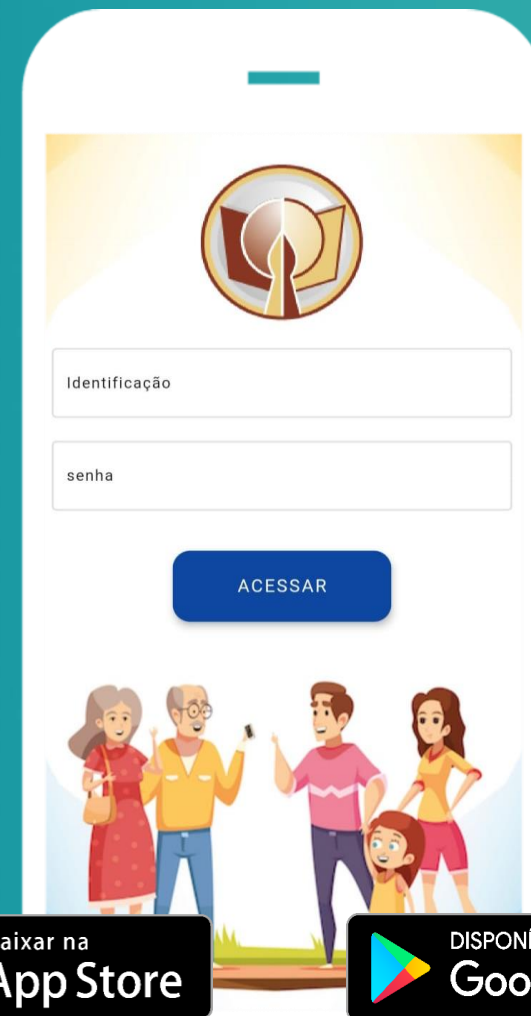 Identificação
senha
ACESSAR
aixar na
App Store
DISPONÍ
Goo